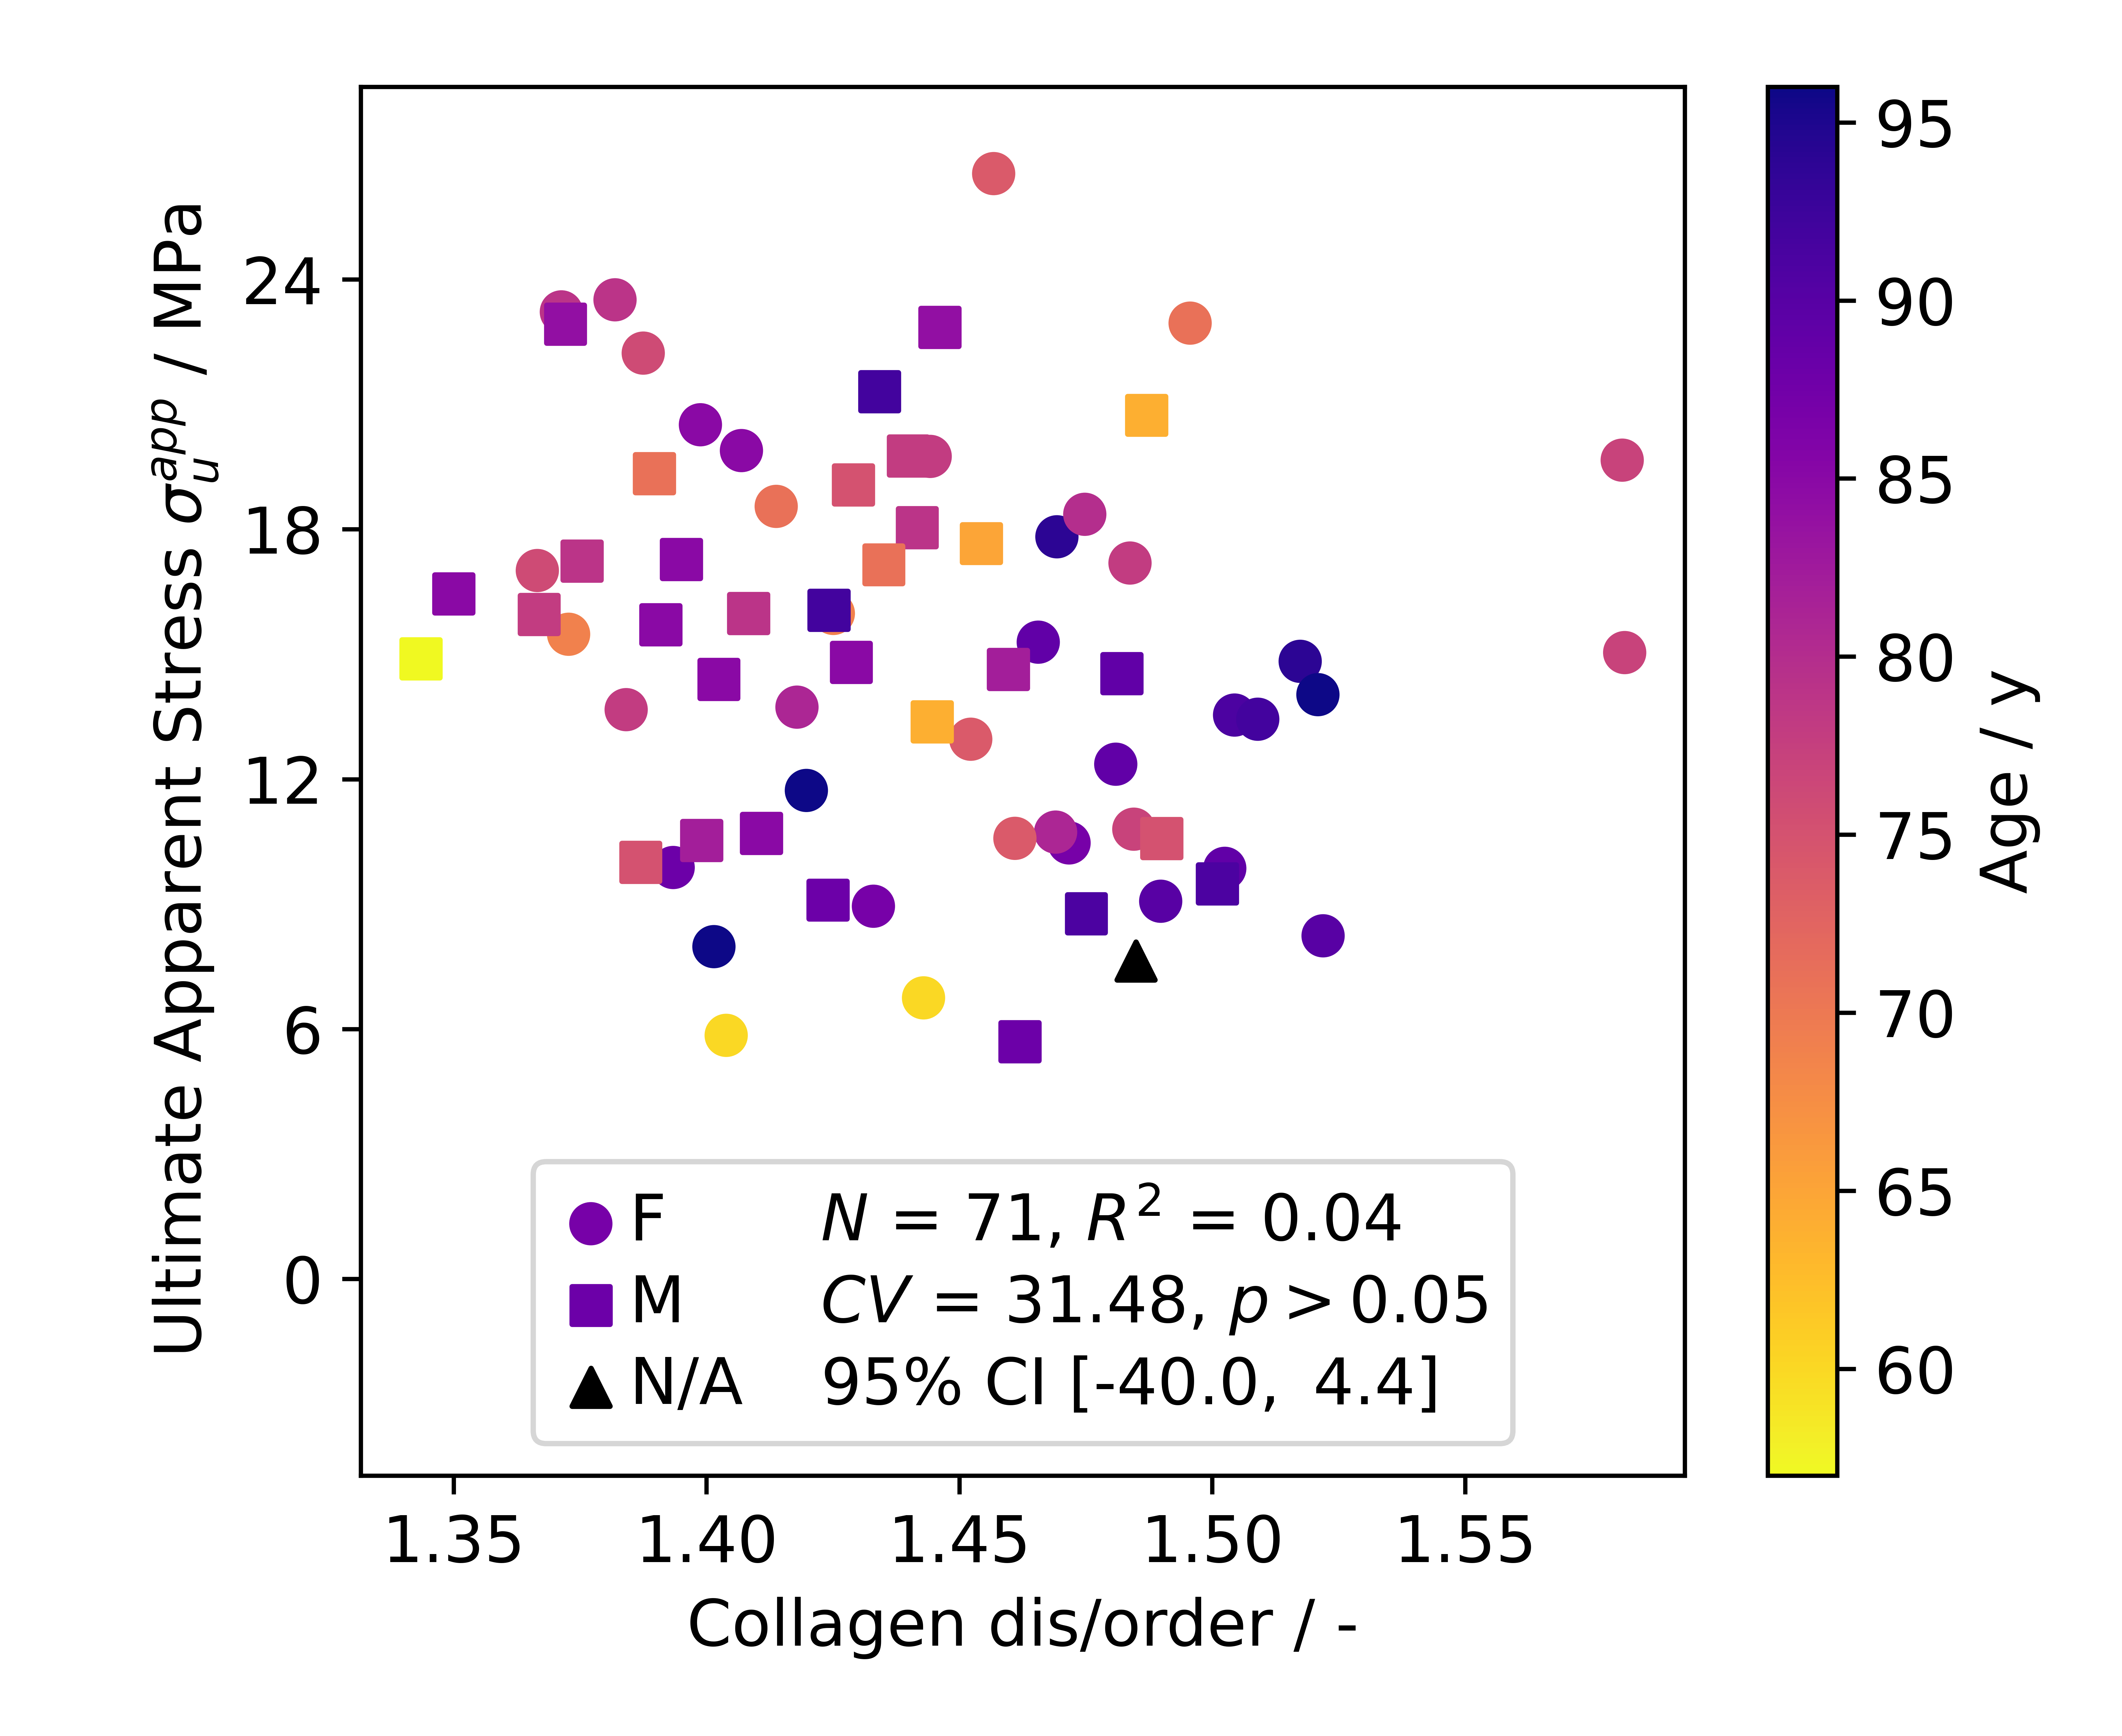 Ultimate Apparent Stress σ_u^app / MPa
24
18
12
6
0
F N = 71, R² = 0.04
M CV = 31.48, p > 0.05
N/A 95% CI [-40.0, 4.4]
1.35 1.40 1.45 1.50 1.55
Collagen dis/order / -
95
90
85
80
75
70
65
60
Age / y